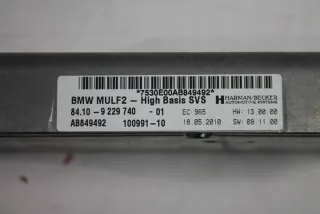 *7530E00AB849492*
BMW MULF2 – High Basis SVS
HARMAN/BECKER
AUTOMOTIVE SYSTEMS
84.10 – 9 229 740 - 01
EC: 965
HW: 13.00.00
AB849492
100991-10
18.05.2010
SW: 08.11.00